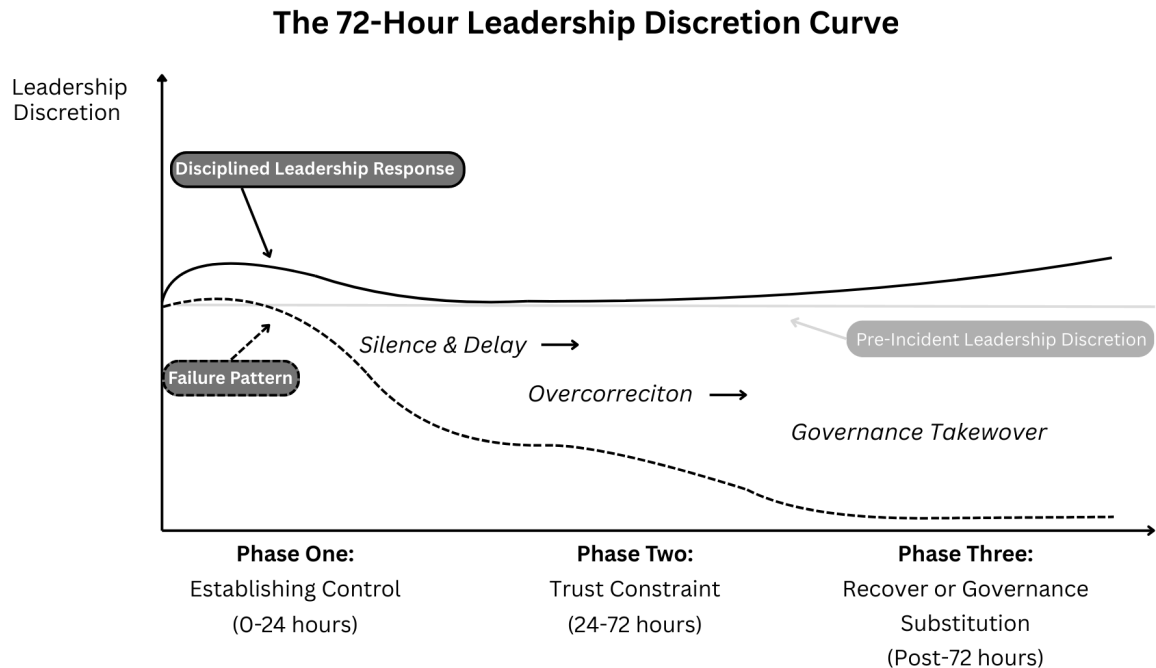 The 72-Hour Leadership Discretion Curve
Leadership
Discretion
Disciplined Leadership Response
Silence & Delay
Pre-Incident Leadership Discretion
Failure Pattern
Overcorreciton
Governance Takewover
Phase One:
Establishing Control
(0-24 hours)
Phase Two:
Trust Constraint
(24-72 hours)
Phase Three:
Recover or Governance
Substitution
(Post-72 hours)